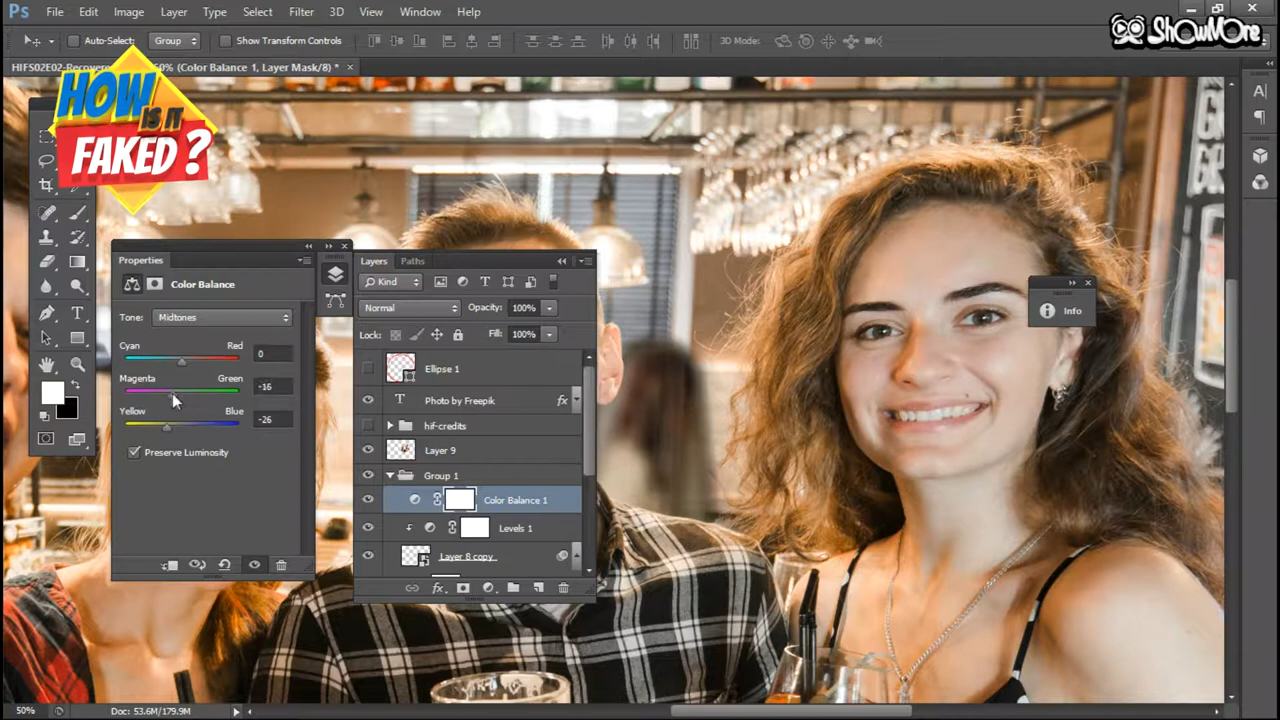 Ps File Edit Image Layer Type Select Filter 3D View Window Help
ShowMore
Auto-Select: Group Show Transform Controls 3D Mode:
HIFS02E02-Recover 50% (Color Balance 1, Layer Mask/8) *
HOW
IS IT
FAKED?
Properties
Color Balance
Tone: Midtones
Cyan Red 0
Magenta Green -16
Yellow Blue -26
Preserve Luminosity
Layers Paths
Kind
Normal Opacity: 100%
Lock: Fill: 100%
Ellipse 1
Photo by Freepik fx
hif-credits
Layer 9
Group 1
Color Balance 1
Levels 1
Layer 8 copy
Info
50% Doc: 53.6M/179.9M